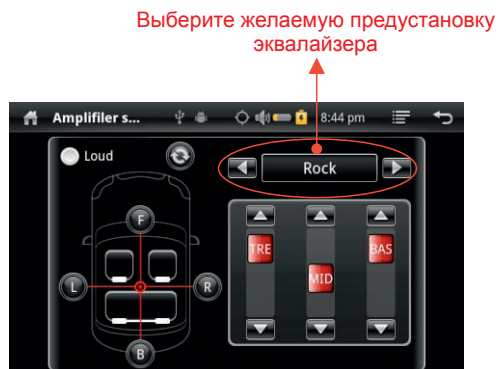 Выберите желаемую предустановку
эквалайзера
Amplifiler s... 8:44 pm
Loud
Rock
F
TRE
BAS
MID
L
R
B